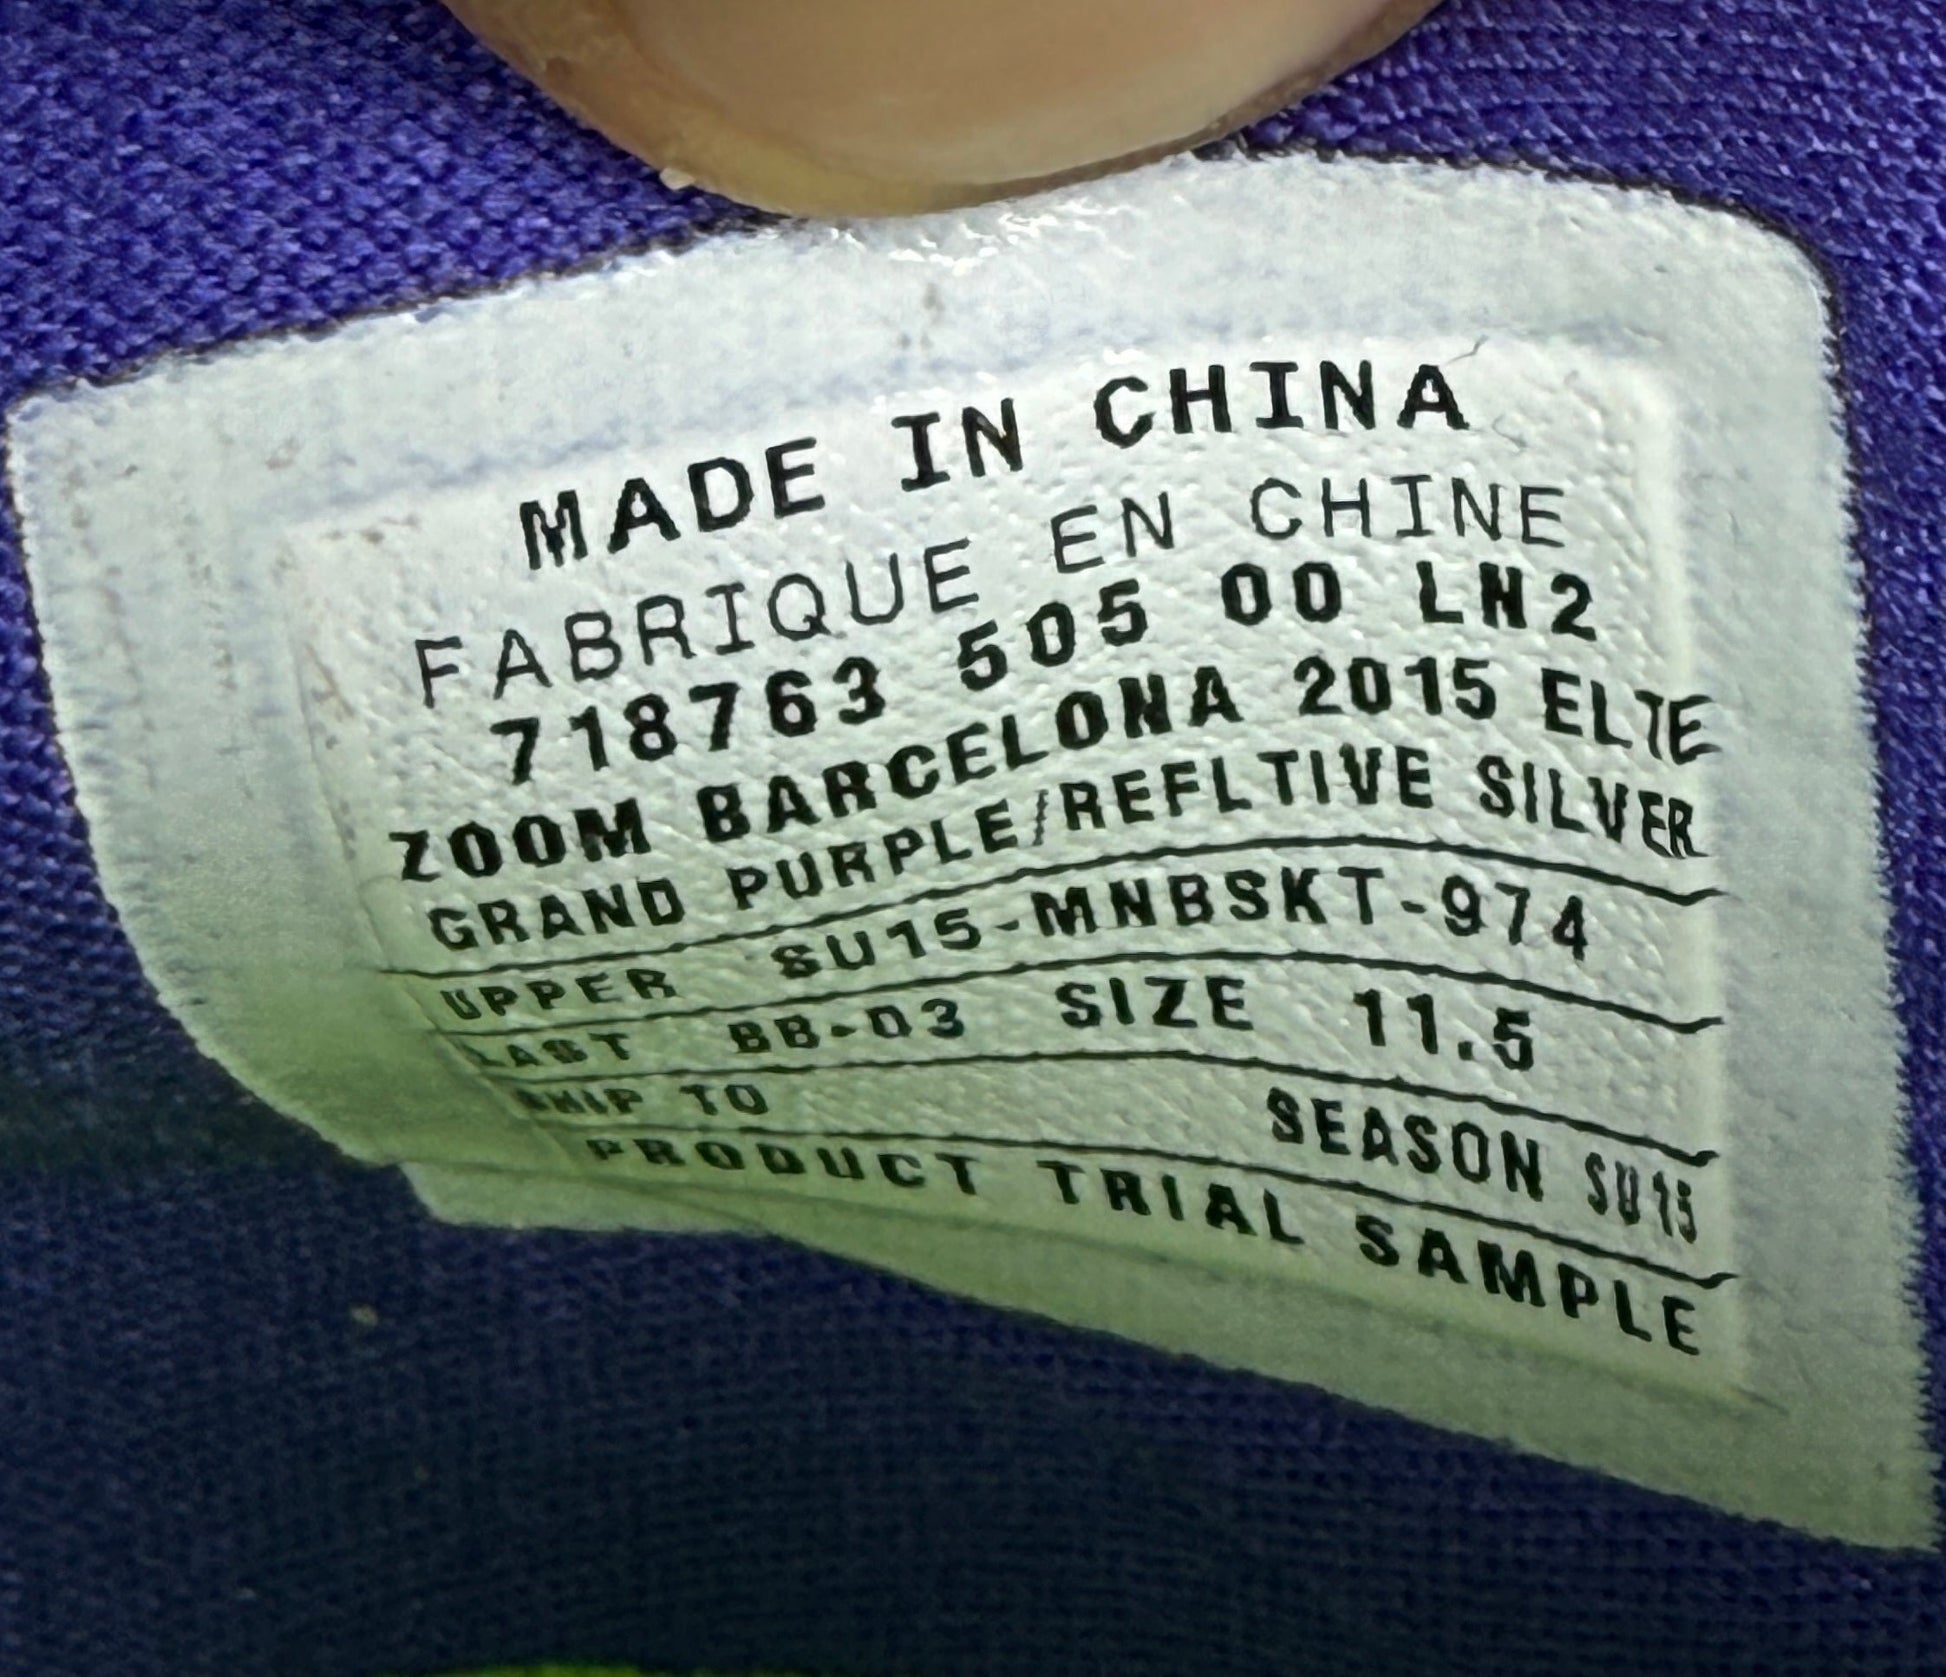 MADE IN CHINA
FABRIQUE EN CHINE
718763 505 00 LN2
ZOOM BARCELONA 2015 ELTE
GRAND PURPLE/REFLTIVE SILVER
UPPER SU15-MNBSKT-974
LAST BB-03 SIZE 11.5
SHIP TO SEASON SU15
PRODUCT TRIAL SAMPLE